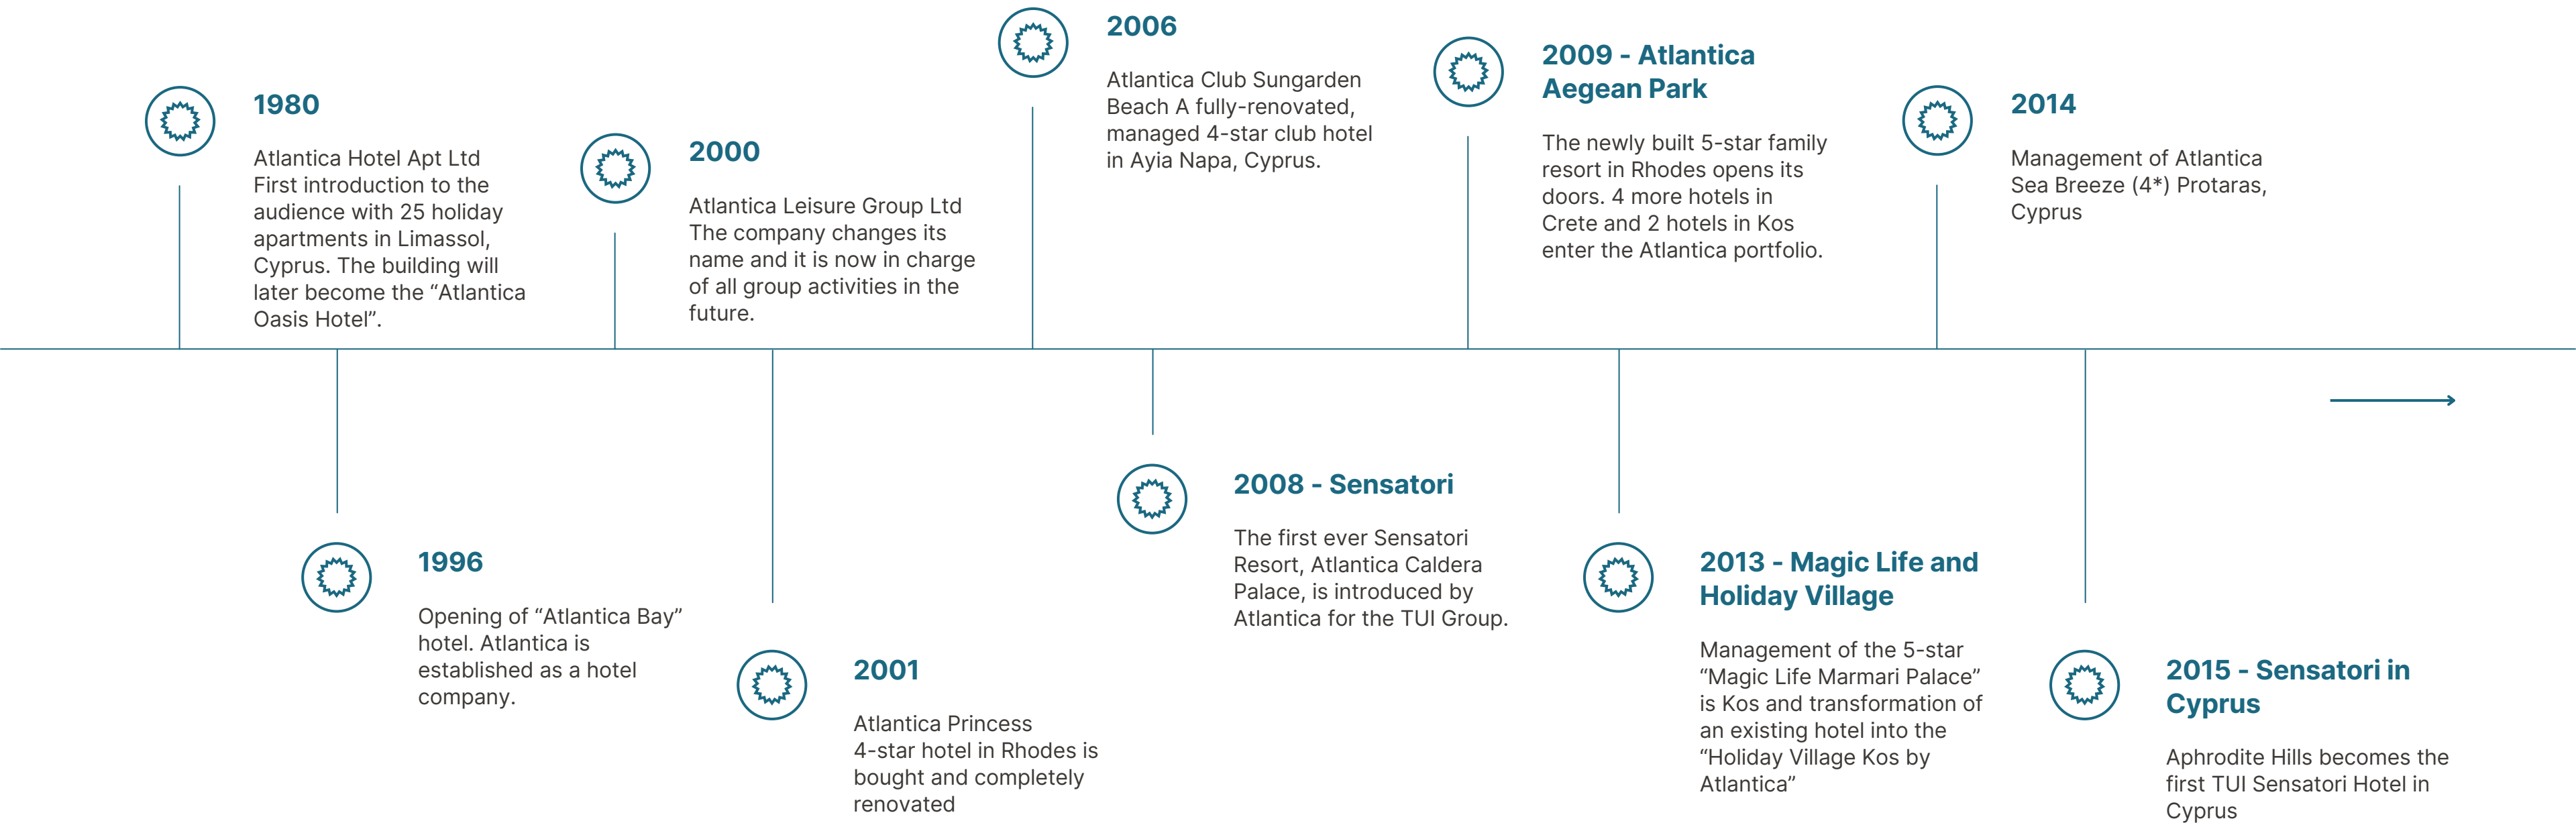 1980
Atlantica Hotel Apt Ltd
First introduction to the
audience with 25 holiday
apartments in Limassol,
Cyprus. The building will
later become the “Atlantica
Oasis Hotel”.
1996
Opening of “Atlantica Bay”
hotel. Atlantica is
established as a hotel
company.
2000
Atlantica Leisure Group Ltd
The company changes its
name and it is now in charge
of all group activities in the
future.
2001
Atlantica Princess
4-star hotel in Rhodes is
bought and completely
renovated
2006
Atlantica Club Sungarden
Beach A fully-renovated,
managed 4-star club hotel
in Ayia Napa, Cyprus.
2008 - Sensatori
The first ever Sensatori
Resort, Atlantica Caldera
Palace, is introduced by
Atlantica for the TUI Group.
2009 - Atlantica
Aegean Park
The newly built 5-star family
resort in Rhodes opens its
doors. 4 more hotels in
Crete and 2 hotels in Kos
enter the Atlantica portfolio.
2013 - Magic Life and
Holiday Village
Management of the 5-star
“Magic Life Marmari Palace”
is Kos and transformation of
an existing hotel into the
“Holiday Village Kos by
Atlantica”
2014
Management of Atlantica
Sea Breeze (4*) Protaras,
Cyprus
2015 - Sensatori in
Cyprus
Aphrodite Hills becomes the
first TUI Sensatori Hotel in
Cyprus